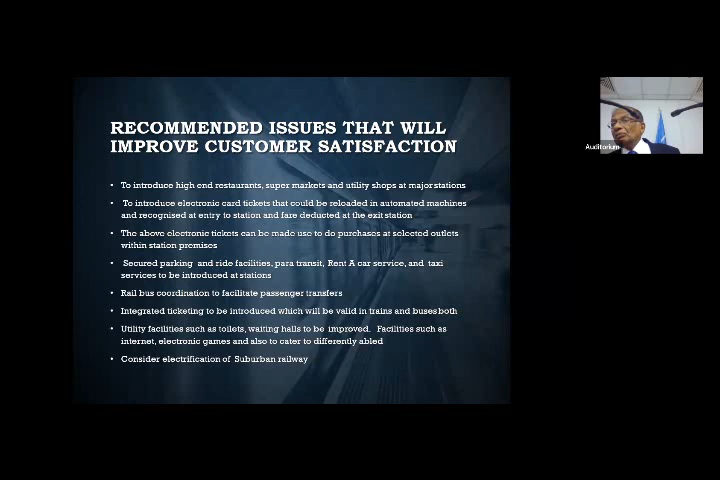 RECOMMENDED ISSUES THAT WILL
IMPROVE CUSTOMER SATISFACTION
• To introduce high end restaurants, super markets and utility shops at major stations
• To introduce electronic card tickets that could be reloaded in automated machines
and recognised at entry to station and fare deducted at the exit station
• The above electronic tickets can be made use to do purchases at selected outlets
within station premises
• Secured parking and ride facilities, para transit, Rent A car service, and taxi
services to be introduced at stations
• Rail bus coordination to facilitate passenger transfers
• Integrated ticketing to be introduced which will be valid in trains and buses both
• Utility facilities such as toilets, waiting halls to be improved. Facilities such as
internet, electronic games and also to cater to differently abled
• Consider electrification of Suburban railway
Auditorium